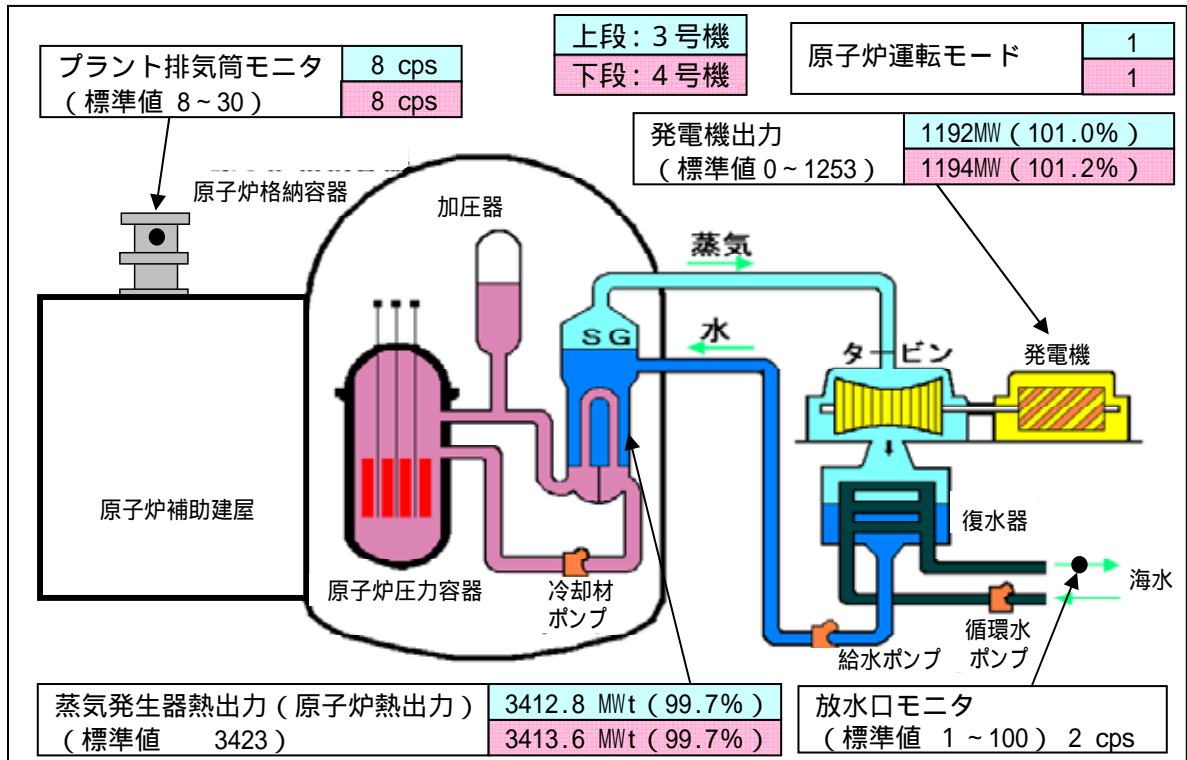 プラント排気筒モニタ 8 cps
(標準値 8~30) 8 cps
上段:3号機
下段:4号機
原子炉運転モード 1
1
発電機出力 1192MW(101.0%)
(標準値0~1253) 1194MW(101.2%)
原子炉格納容器
加圧器
蒸気
SG
水
タービン
発電機
原子炉補助建屋
復水器
原子炉圧力容器
冷却材
ポンプ
海水
循環水
ポンプ
給水ポンプ
蒸気発生器熱出力(原子炉熱出力) 3412.8 MWt(99.7%)
(標準値 3423) 3413.6 MWt(99.7%)
放水口モニタ
(標準値 1~100) 2 cps